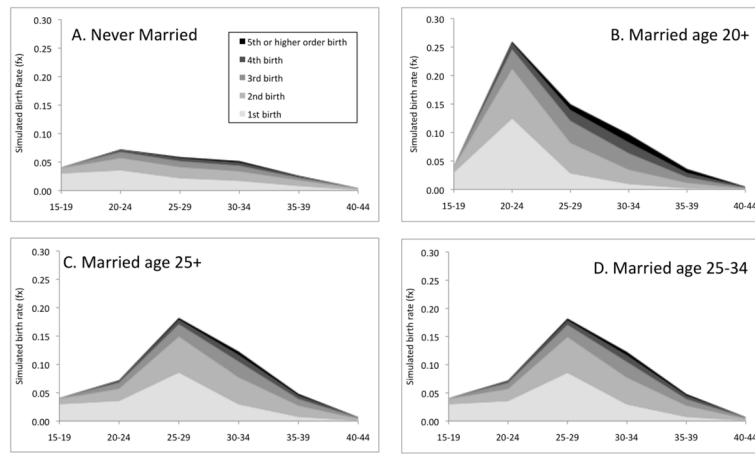 A. Never Married
Simulated Birth Rate (fx)
0.30
0.25
0.20
0.15
0.10
0.05
0.00
15-19 20-24 25-29 30-34 35-39 40-44
5th or higher order birth
4th birth
3rd birth
2nd birth
1st birth
B. Married age 20+
Simulated birth rate (fx)
0.30
0.25
0.20
0.15
0.10
0.05
0.00
15-19 20-24 25-29 30-34 35-39 40-44
C. Married age 25+
Simulated birth rate (fx)
0.30
0.25
0.20
0.15
0.10
0.05
0.00
15-19 20-24 25-29 30-34 35-39 40-44
D. Married age 25-34
Simulated birth rate (fx)
0.30
0.25
0.20
0.15
0.10
0.05
0.00
15-19 20-24 25-29 30-34 35-39 40-44